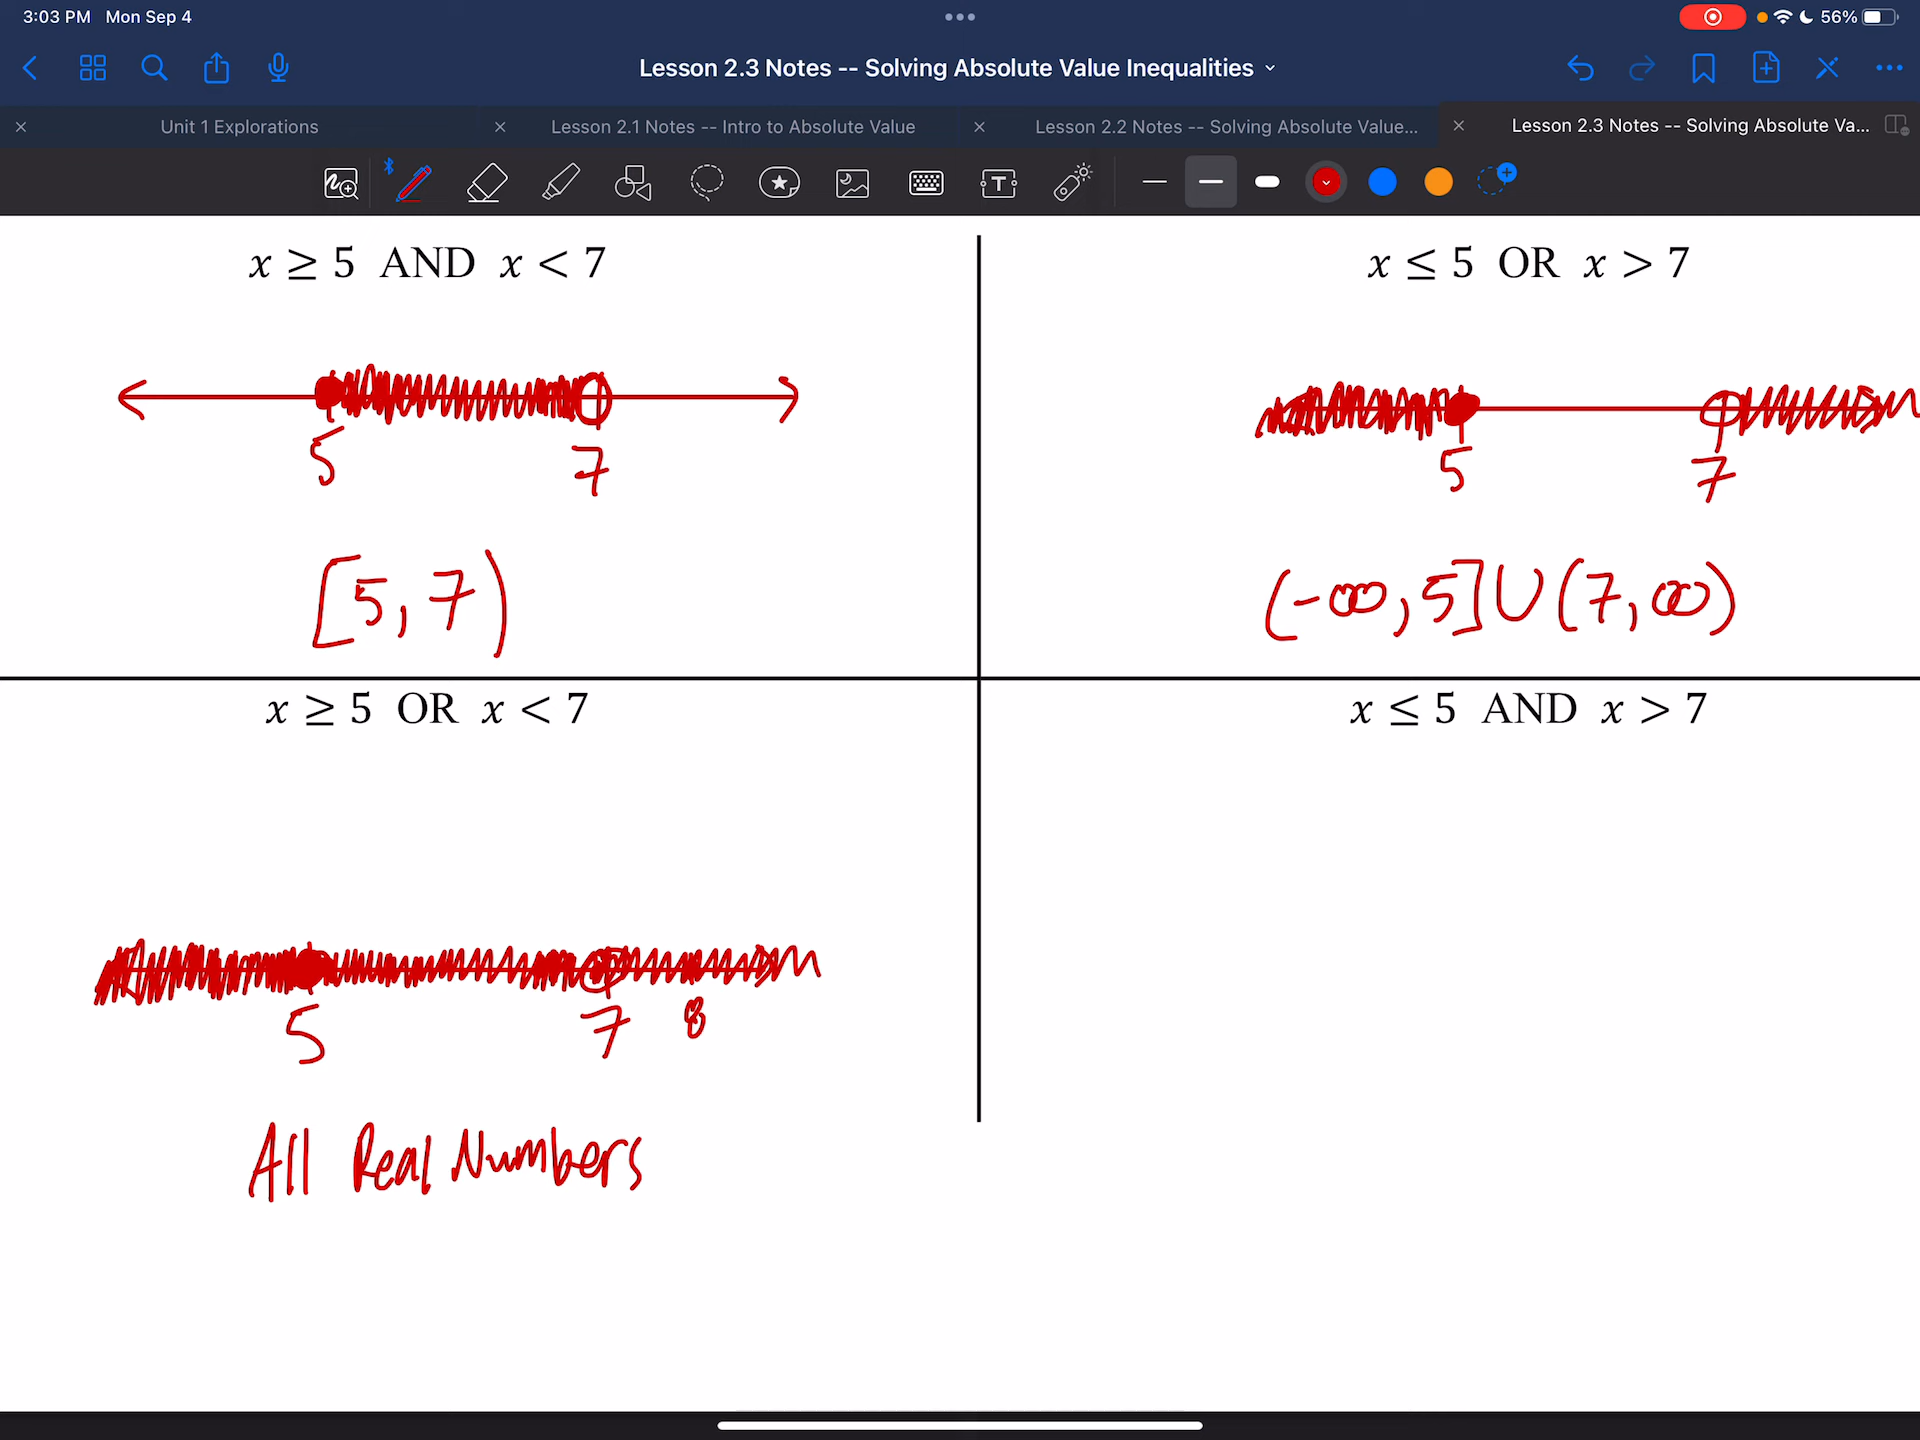 3:03 PM Mon Sep 4
56%
Lesson 2.3 Notes -- Solving Absolute Value Inequalities
Unit 1 Explorations
Lesson 2.1 Notes -- Intro to Absolute Value
Lesson 2.2 Notes -- Solving Absolute Value...
Lesson 2.3 Notes -- Solving Absolute Va...
T
x ≥ 5 AND x < 7
5 7
[5, 7)
x ≤ 5 OR x > 7
5 7
(-∞, 5] ∪ (7, ∞)
x ≥ 5 OR x < 7
5 7 8
All Real Numbers
x ≤ 5 AND x > 7